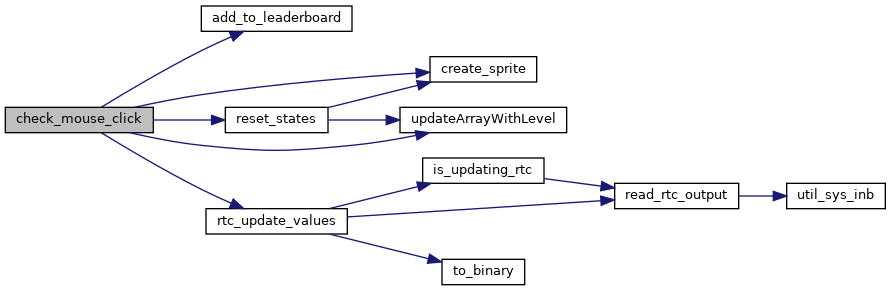 add_to_leaderboard
create_sprite
check_mouse_click
reset_states
updateArrayWithLevel
is_updating_rtc
read_rtc_output
util_sys_inb
rtc_update_values
to_binary